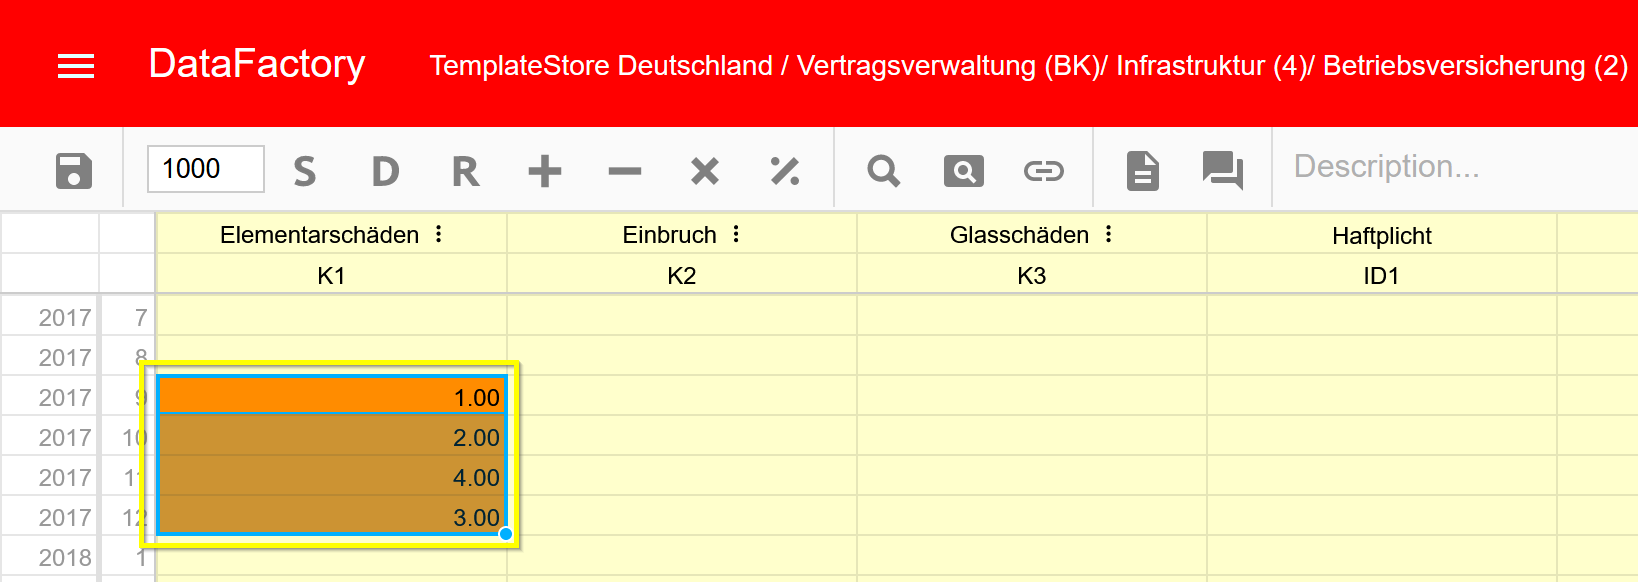 DataFactory TemplateStore Deutschland / Vertragsverwaltung (BK)/ Infrastruktur (4)/ Betriebsversicherung (2)
1000 S D R Description...
Elementarschäden Einbruch Glasschäden Haftplicht
K1 K2 K3 ID1
2017 7
2017 8
2017 9 1.00
2017 10 2.00
2017 11 4.00
2017 12 3.00
2018 1